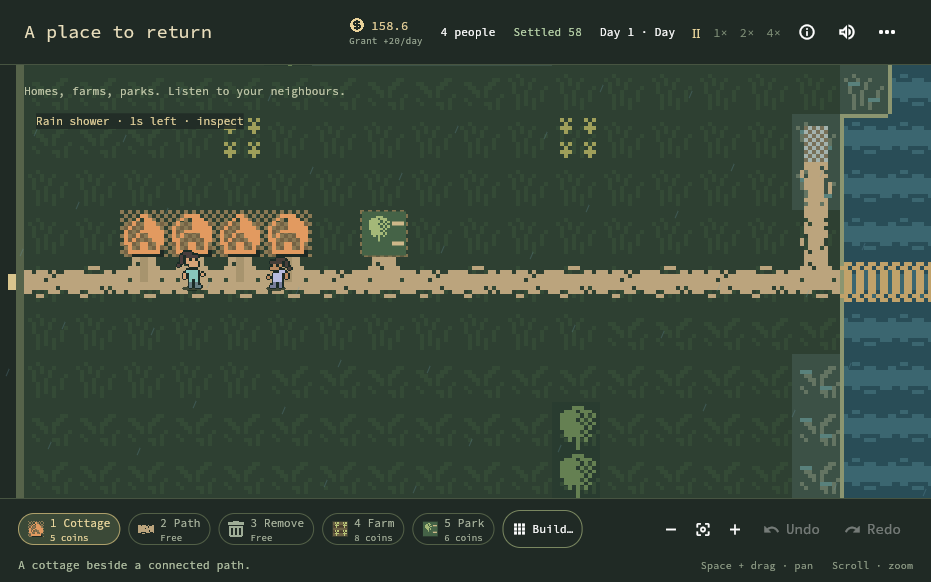 A place to return
158.6
Grant +20/day
4 people
Settled 58
Day 1 · Day
1×
2×
4×
Homes, farms, parks. Listen to your neighbours.
Rain shower · 1s left · inspect
1 Cottage
5 coins
2 Path
Free
3 Remove
Free
4 Farm
8 coins
5 Park
6 coins
Build…
Undo
Redo
A cottage beside a connected path.
Space + drag · pan
Scroll · zoom